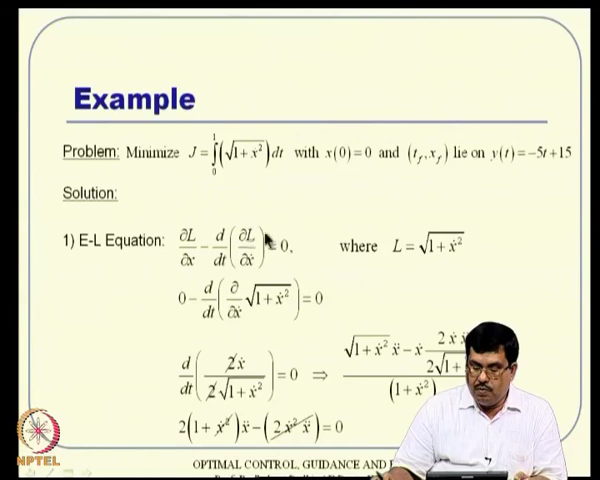 Example
Problem: Minimize J = ∫₀¹ (√(1+ẋ²)) dt with x(0) = 0 and (t_f, x_f) lie on y(t) = −5t + 15
Solution:
1) E-L Equation: ∂L/∂x − d/dt (∂L/∂ẋ) = 0, where L = √(1+ẋ²)
0 − d/dt (∂/∂ẋ √(1+ẋ²)) = 0
d/dt (2ẋ / 2√(1+ẋ²)) = 0 ⇒ (√(1+ẋ²) ẍ − ẋ 2ẋ / 2√1+) / (1+ẋ²)
2(1+ẋ²)ẍ − (2ẋ²ẍ) = 0
NPTEL
OPTIMAL CONTROL, GUIDANCE AND